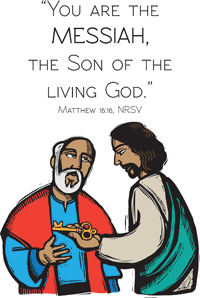 “You are the
MESSIAH,
the Son of the
living God.”
Matthew 16:16, NRSV